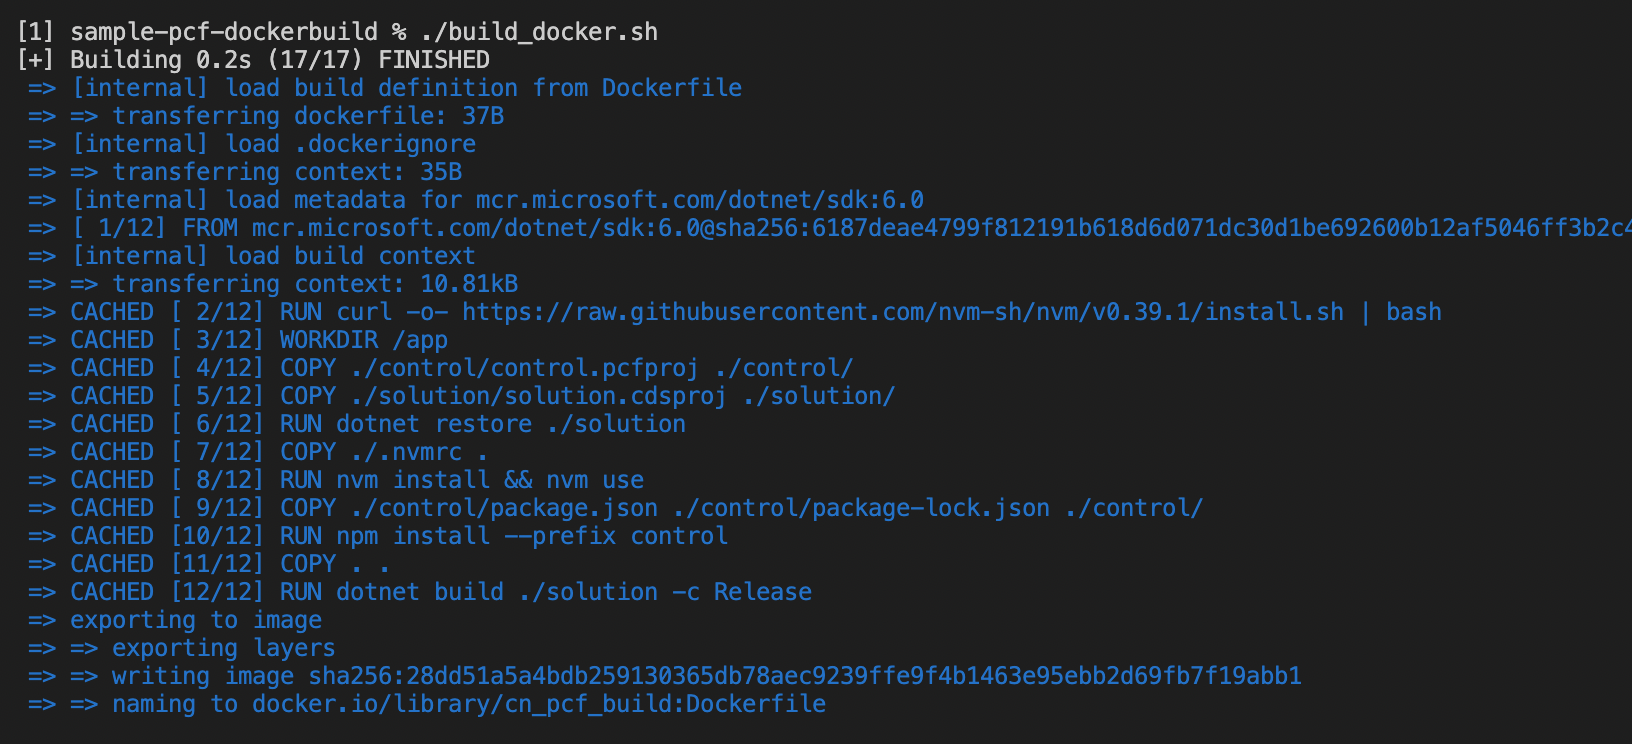 [1] sample-pcf-dockerbuild % ./build_docker.sh
[+] Building 0.2s (17/17) FINISHED
=> [internal] load build definition from Dockerfile
=> => transferring dockerfile: 37B
=> [internal] load .dockerignore
=> => transferring context: 35B
=> [internal] load metadata for mcr.microsoft.com/dotnet/sdk:6.0
=> [ 1/12] FROM mcr.microsoft.com/dotnet/sdk:6.0@sha256:6187deae4799f812191b618d6d071dc30d1be692600b12af5046ff3b2c4
=> [internal] load build context
=> => transferring context: 10.81kB
=> CACHED [ 2/12] RUN curl -o- https://raw.githubusercontent.com/nvm-sh/nvm/v0.39.1/install.sh | bash
=> CACHED [ 3/12] WORKDIR /app
=> CACHED [ 4/12] COPY ./control/control.pcfproj ./control/
=> CACHED [ 5/12] COPY ./solution/solution.cdsproj ./solution/
=> CACHED [ 6/12] RUN dotnet restore ./solution
=> CACHED [ 7/12] COPY ./.nvmrc .
=> CACHED [ 8/12] RUN nvm install && nvm use
=> CACHED [ 9/12] COPY ./control/package.json ./control/package-lock.json ./control/
=> CACHED [10/12] RUN npm install --prefix control
=> CACHED [11/12] COPY . .
=> CACHED [12/12] RUN dotnet build ./solution -c Release
=> exporting to image
=> => exporting layers
=> => writing image sha256:28dd51a5a4bdb259130365db78aec9239ffe9f4b1463e95ebb2d69fb7f19abb1
=> => naming to docker.io/library/cn_pcf_build:Dockerfile